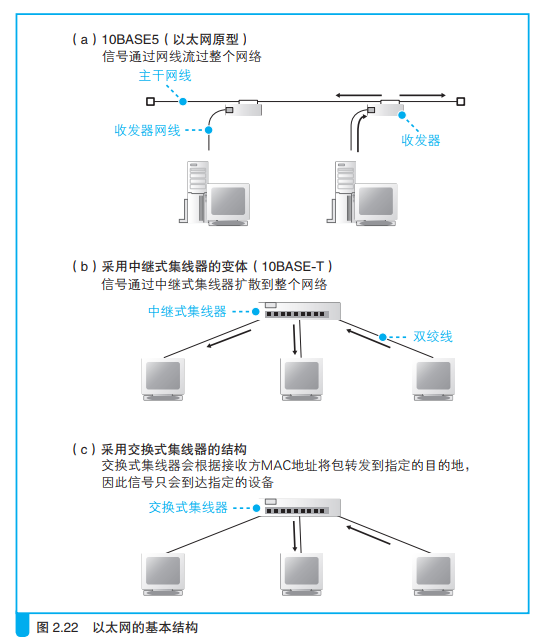 （a）10BASE5（以太网原型）
信号通过网线流过整个网络
主干网线
收发器网线
收发器
（b）采用中继式集线器的变体（10BASE-T）
信号通过中继式集线器扩散到整个网络
中继式集线器
双绞线
（c）采用交换式集线器的结构
交换式集线器会根据接收方MAC地址将包转发到指定的目的地，
因此信号只会到达指定的设备
交换式集线器
图 2.22 以太网的基本结构